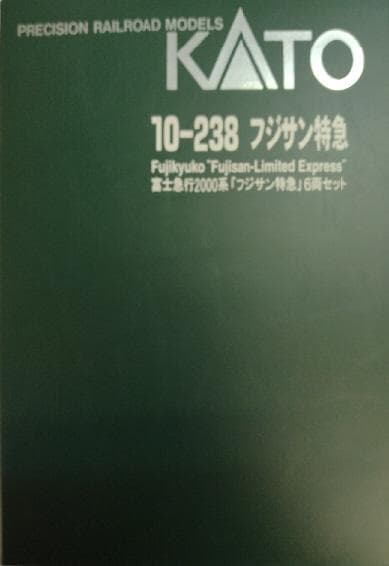 PRECISION RAILROAD MODELS
KATO
10-238 フジサン特急
Fujikyuko "Fujisan-Limited Express"
富士急行2000系「フジサン特急」6両セット